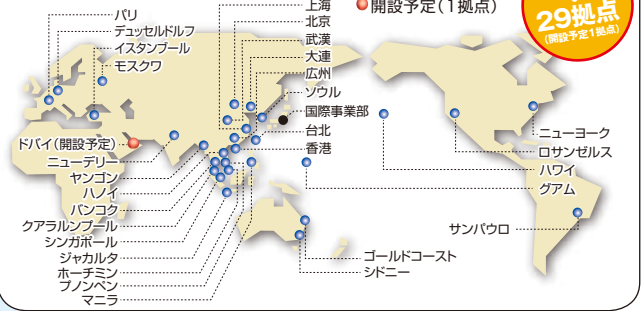 パリ
デュッセルドルフ
イスタンブール
モスクワ
ドバイ(開設予定)
ニューデリー
ヤンゴン
ハノイ
バンコク
クアラルンプール
シンガポール
ジャカルタ
ホーチミン
プノンペン
マニラ
上海
北京
武漢
大連
広州
ソウル
国際事業部
台北
香港
開設予定(1拠点)
29拠点
(開設予定1拠点)
ニューヨーク
ロサンゼルス
ハワイ
グアム
サンパウロ
ゴールドコースト
シドニー